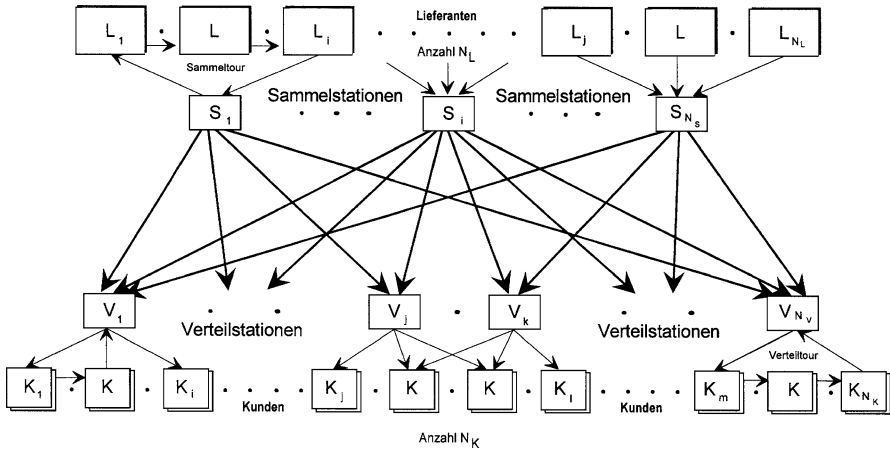 L1 L Li Lieferanten Lj L LNL
Anzahl NL
Sammeltour
Sammelstationen Sammelstationen
S1 Si SNs
V1 Vj Vk VNv
Verteilstationen Verteilstationen
Verteiltour
K1 K Ki Kj K K Kl Km K KNK
Kunden Kunden
Anzahl NK